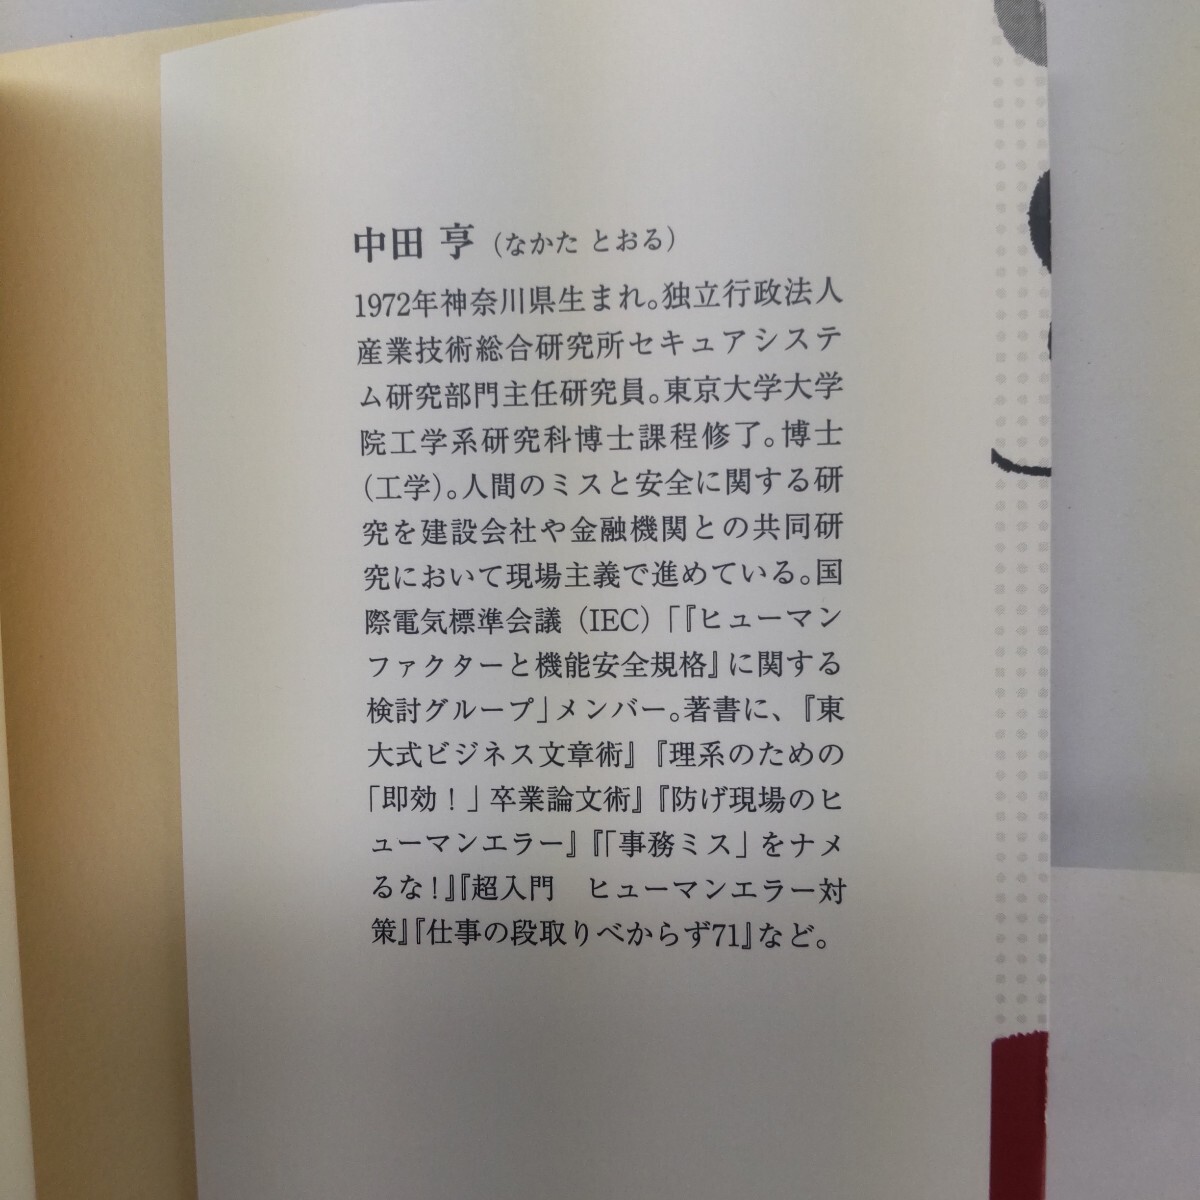 中田 亨（なかた とおる）
1972年神奈川県生まれ。独立行政法人
産業技術総合研究所セキュアシステ
ム研究部門主任研究員。東京大学大学
院工学系研究科博士課程修了。博士
（工学）。人間のミスと安全に関する研
究を建設会社や金融機関との共同研
究において現場主義で進めている。国
際電気標準会議（IEC）「『ヒューマン
ファクターと機能安全規格』に関する
検討グループ」メンバー。著書に、『東
大式ビジネス文章術』『理系のための
「即効！」卒業論文術』『防げ現場のヒ
ューマンエラー』『「事務ミス」をナメ
るな！』『超入門　ヒューマンエラー対
策』『仕事の段取りべからず71』など。